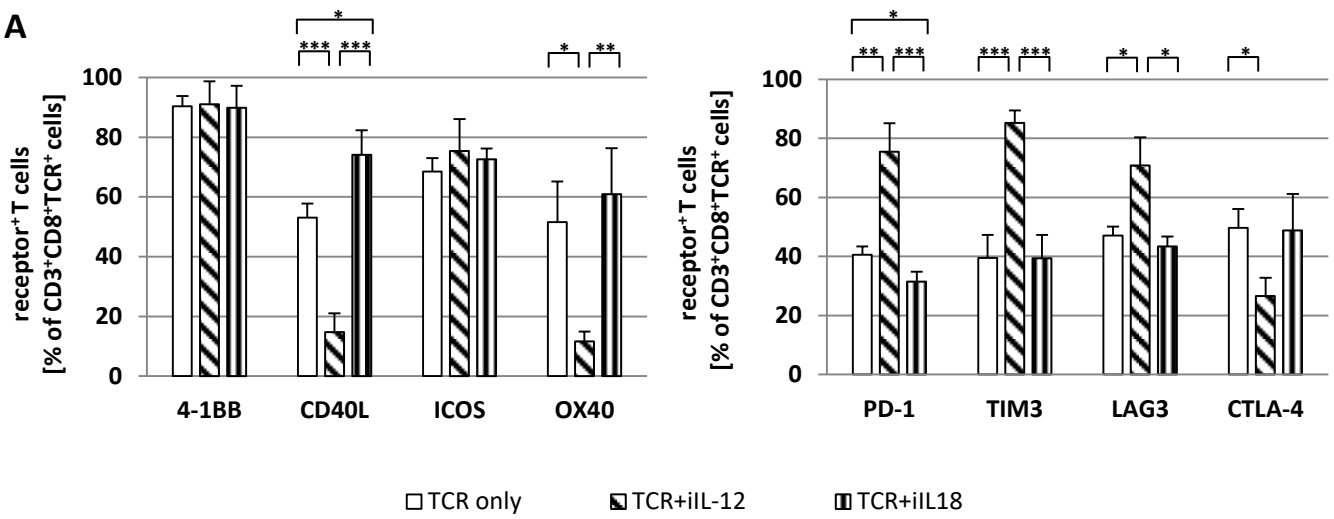 A
*
*** ***
* **
100
80
60
40
20
0
receptor⁺ T cells
[% of CD3⁺CD8⁺TCR⁺ cells]
4-1BB CD40L ICOS OX40
*
** ***
*** ***
* *
*
100
80
60
40
20
0
receptor⁺ T cells
[% of CD3⁺CD8⁺TCR⁺ cells]
PD-1 TIM3 LAG3 CTLA-4
TCR only TCR+iIL-12 TCR+iIL18